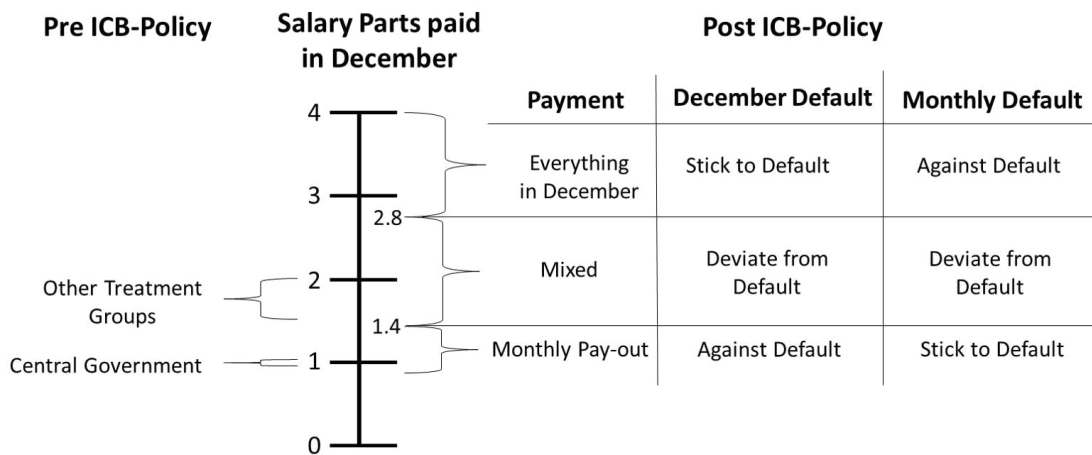 Pre ICB-Policy
Salary Parts paid
in December
Post ICB-Policy
Payment
December Default
Monthly Default
4
3
2.8
2
1.4
1
0
Everything
in December
Stick to Default
Against Default
Mixed
Deviate from
Default
Deviate from
Default
Other Treatment
Groups
Central Government
Monthly Pay-out
Against Default
Stick to Default